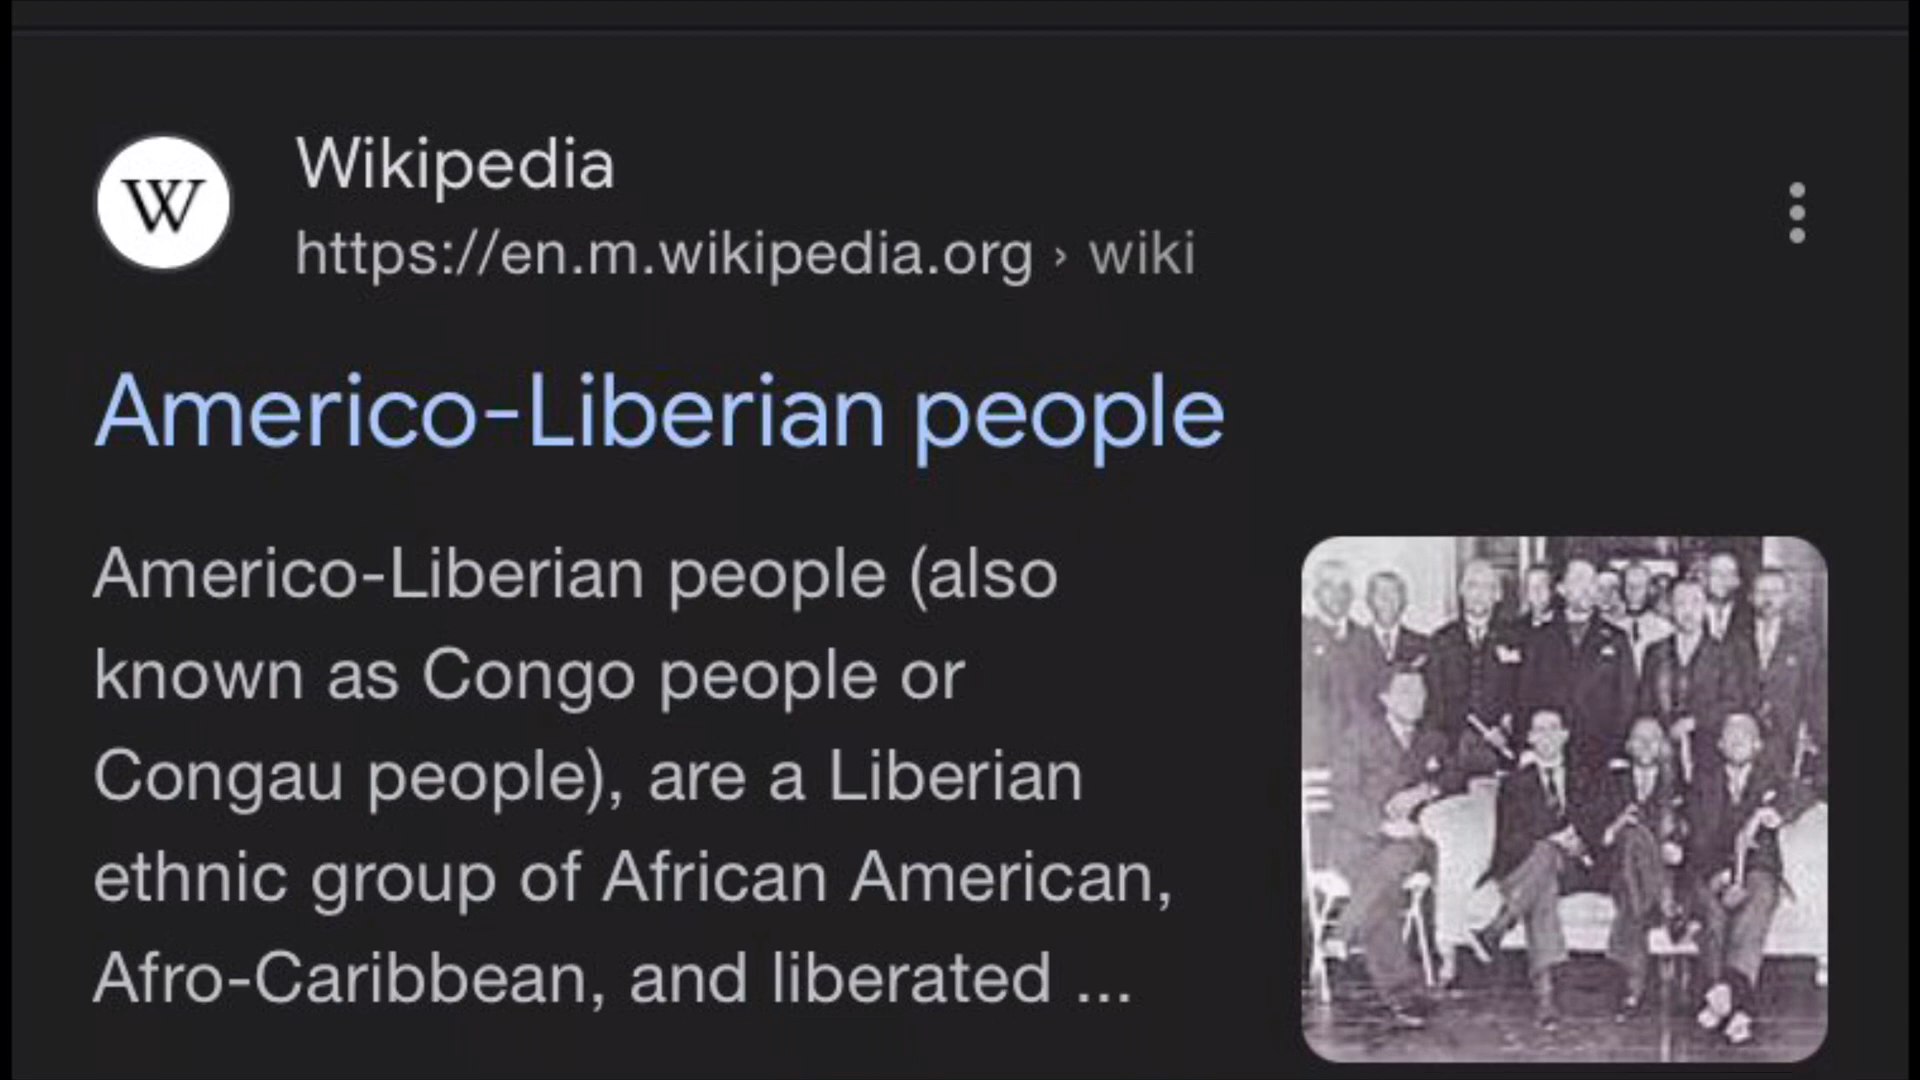 W
Wikipedia
https://en.m.wikipedia.org › wiki
Americo-Liberian people
Americo-Liberian people (also
known as Congo people or
Congau people), are a Liberian
ethnic group of African American,
Afro-Caribbean, and liberated ...